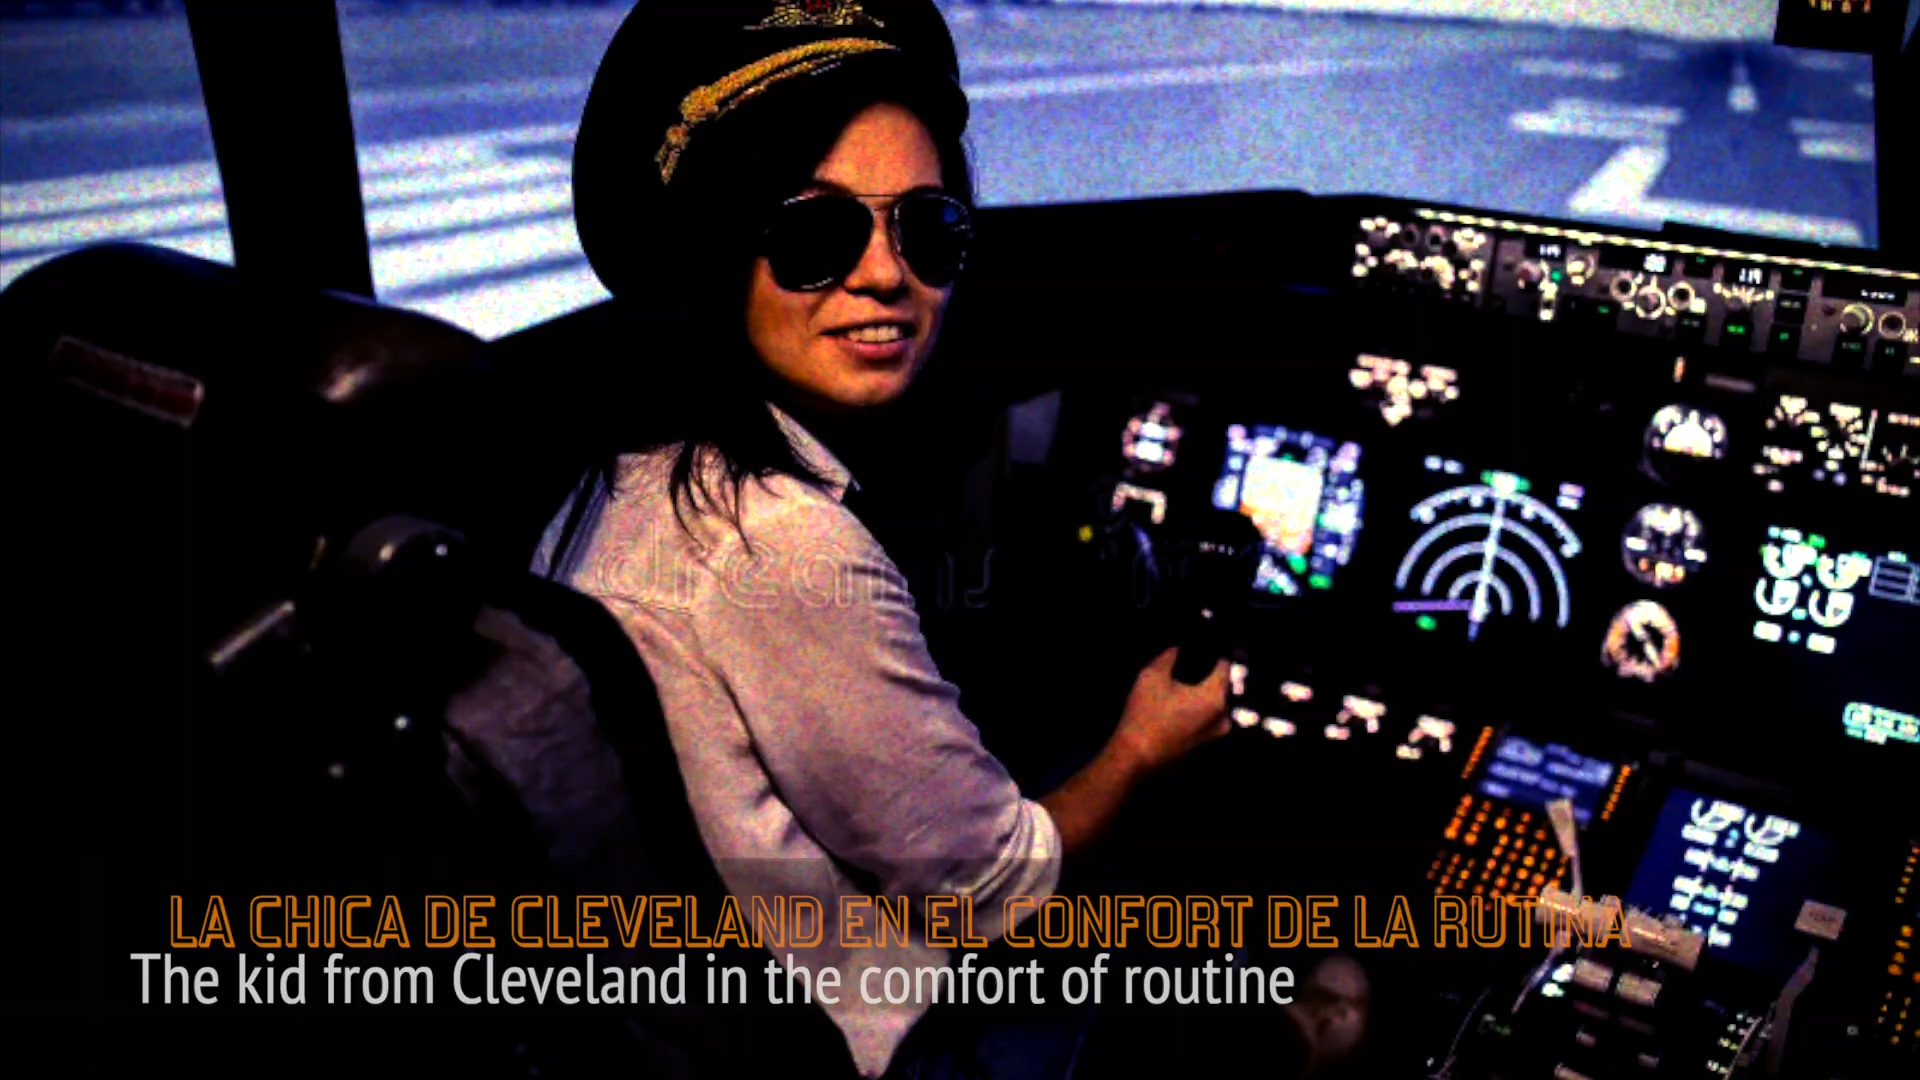 LA CHICA DE CLEVELAND EN EL CONFORT DE LA RUTINA
The kid from Cleveland in the comfort of routine